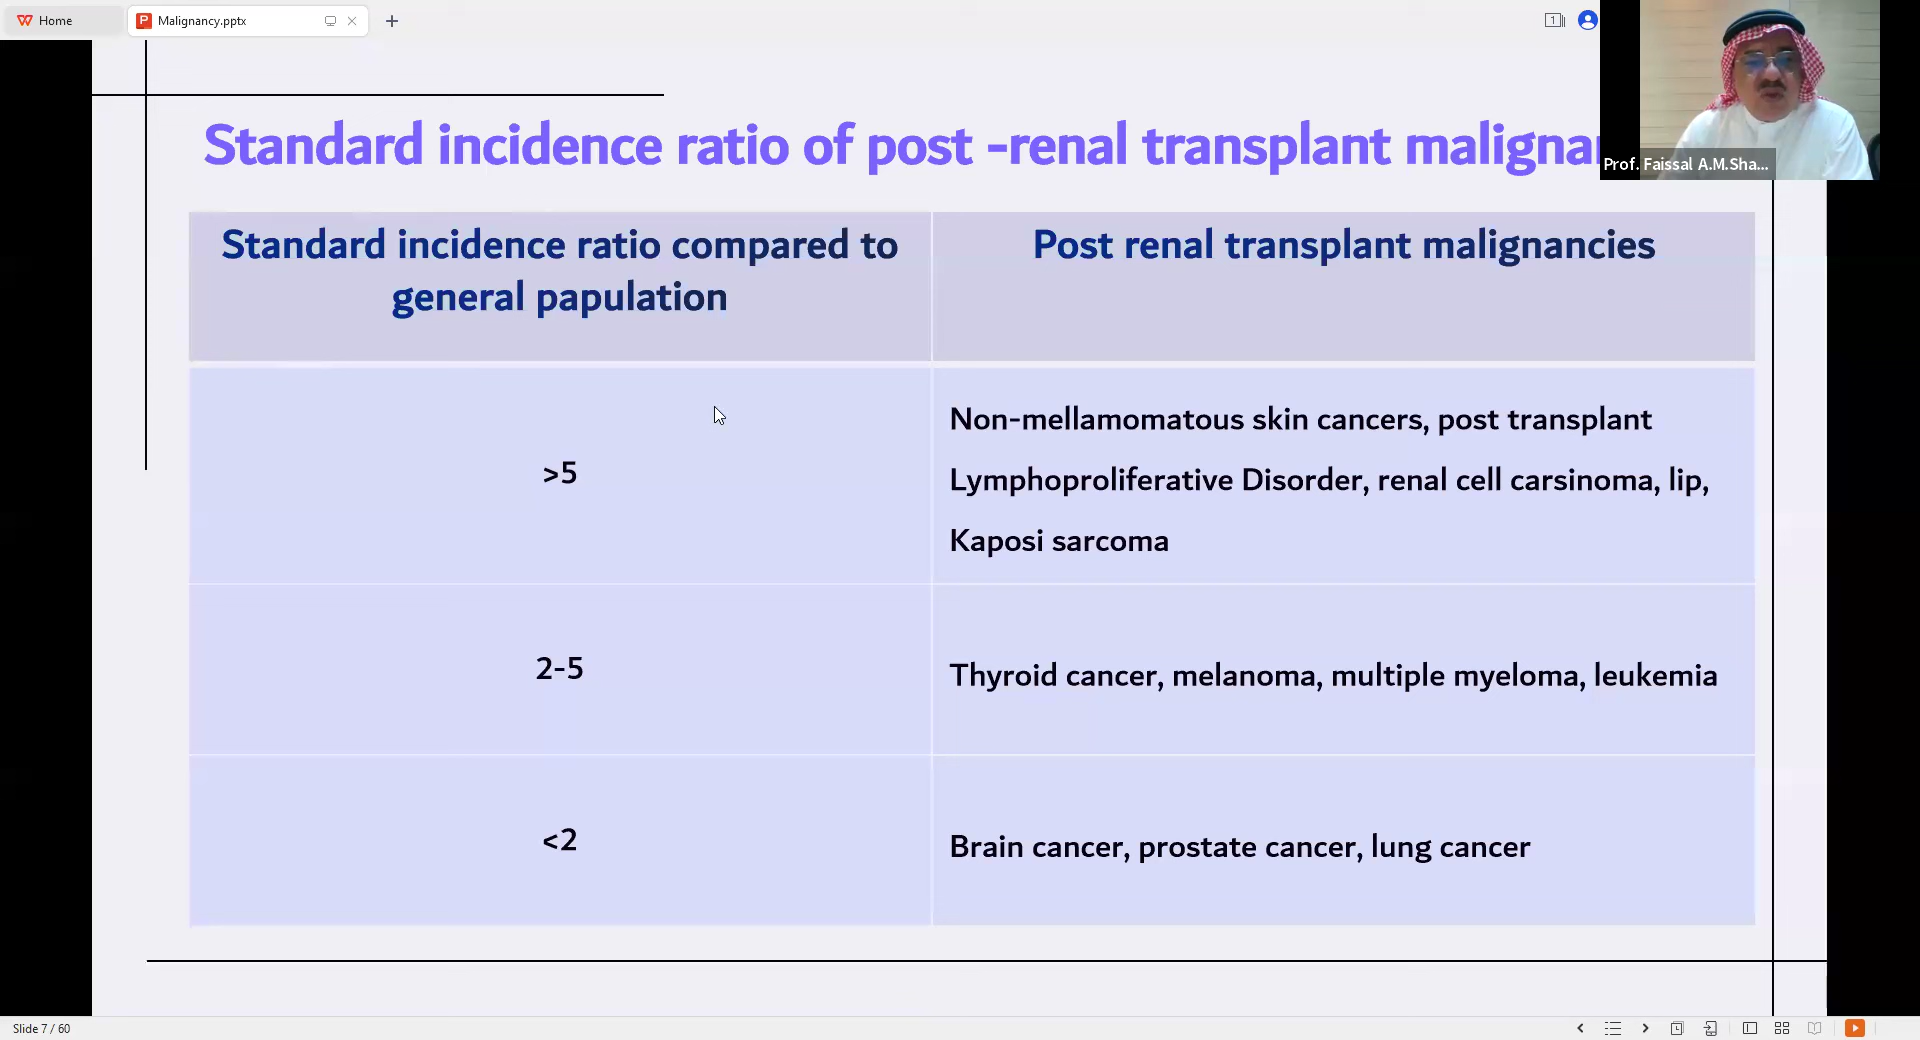 Home
Malignancy.pptx
1
Standard incidence ratio of post -renal transplant malignan
Prof. Faissal A.M.Sha...
Standard incidence ratio compared to
general papulation
Post renal transplant malignancies
>5
Non-mellamomatous skin cancers, post transplant
Lymphoproliferative Disorder, renal cell carsinoma, lip,
Kaposi sarcoma
2-5
Thyroid cancer, melanoma, multiple myeloma, leukemia
<2
Brain cancer, prostate cancer, lung cancer
Slide 7 / 60